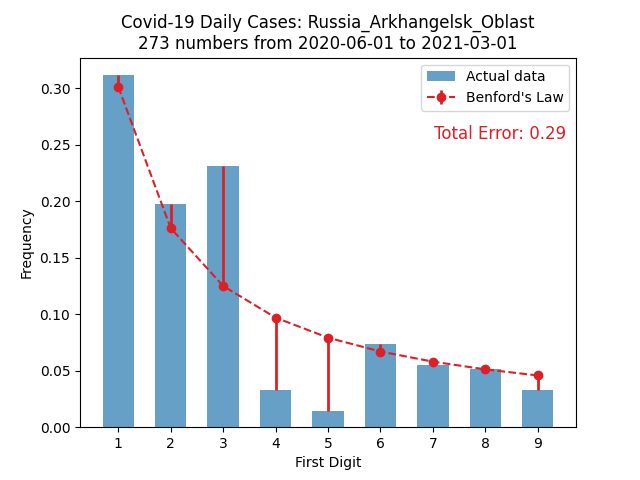 Covid-19 Daily Cases: Russia_Arkhangelsk_Oblast
273 numbers from 2020-06-01 to 2021-03-01
Actual data
Benford's Law
Total Error: 0.29
Frequency
0.30
0.25
0.20
0.15
0.10
0.05
0.00
1 2 3 4 5 6 7 8 9
First Digit